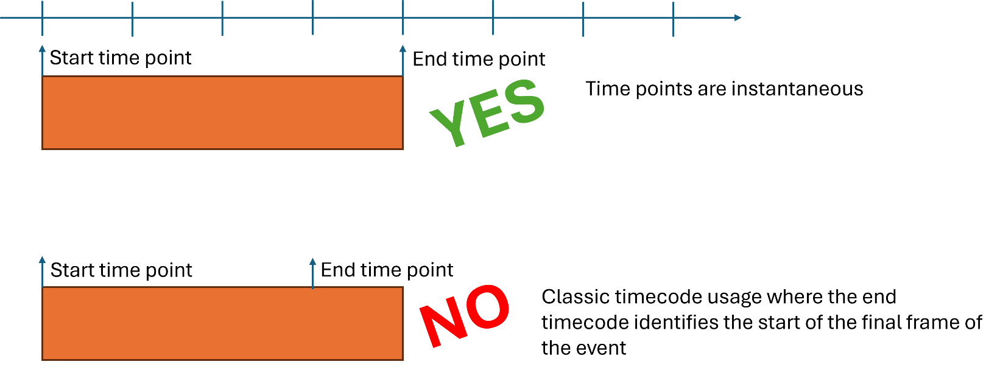 Start time point
End time point
YES
Time points are instantaneous
Start time point
End time point
NO
Classic timecode usage where the end
timecode identifies the start of the final frame of
the event